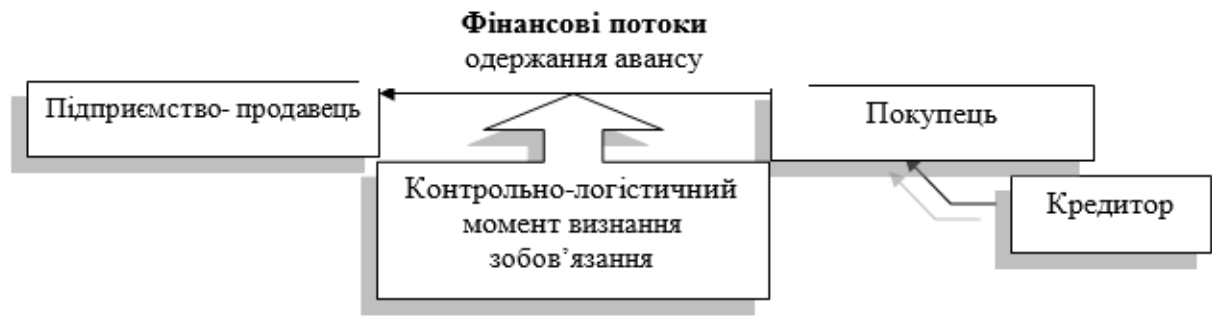 Фінансові потоки
одержання авансу
Підприємство- продавець
Покупець
Контрольно-логістичний
момент визнання
зобов’язання
Кредитор